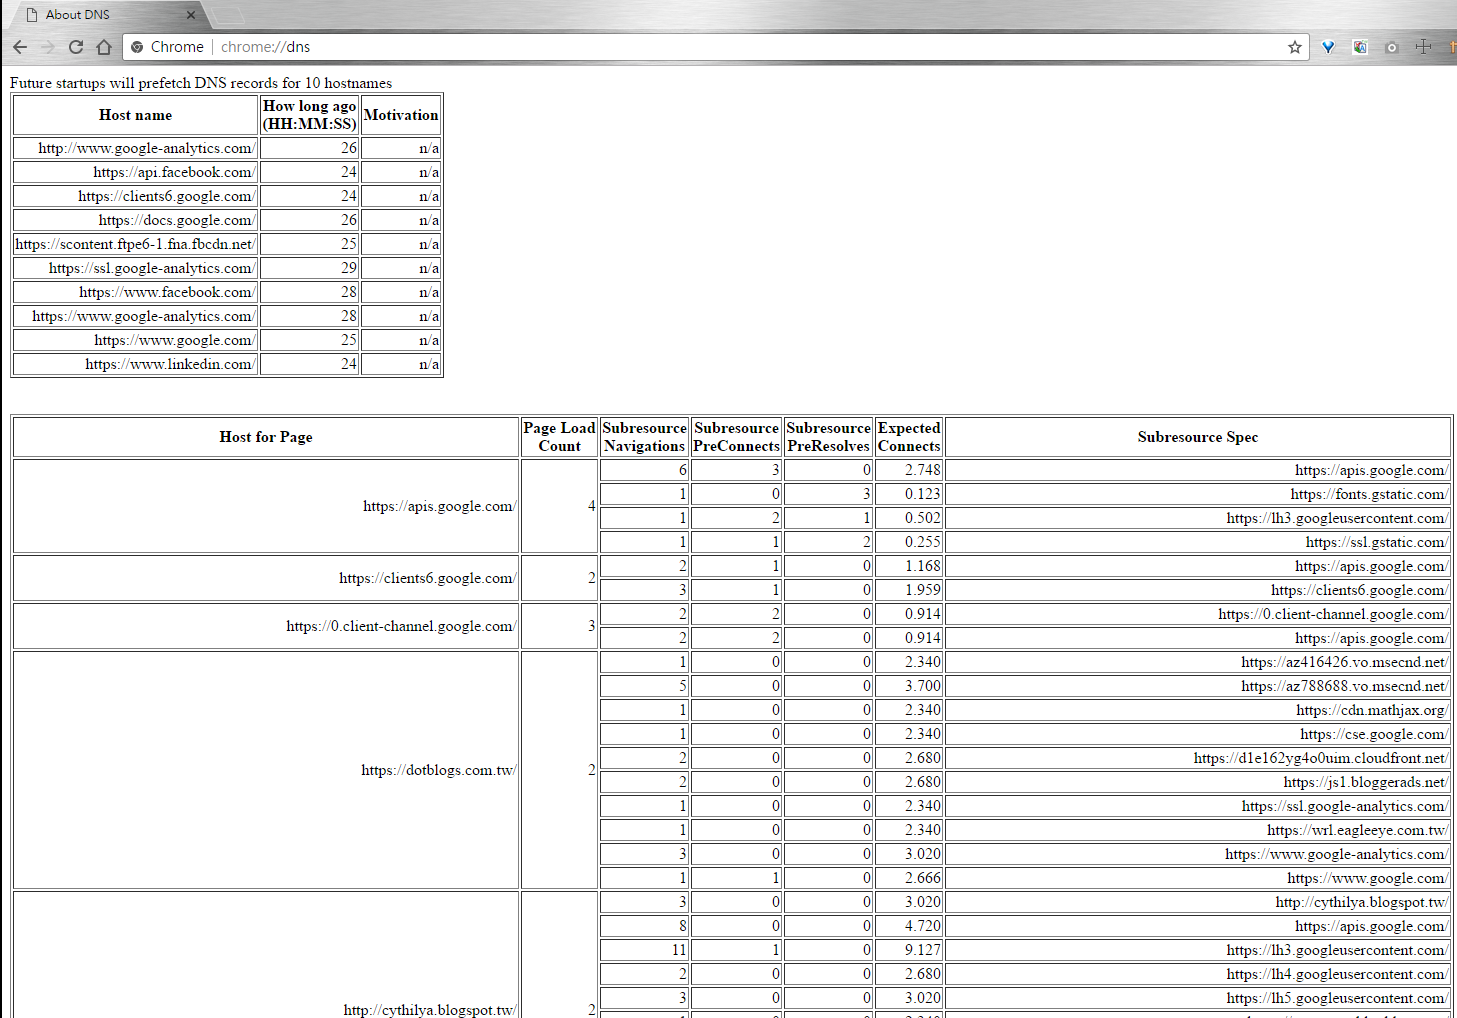 About DNS
Chrome | chrome://dns
Future startups will prefetch DNS records for 10 hostnames
Host name How long ago (HH:MM:SS) Motivation
http://www.google-analytics.com/ 26 n/a
https://api.facebook.com/ 24 n/a
https://clients6.google.com/ 24 n/a
https://docs.google.com/ 26 n/a
https://scontent.ftpe6-1.fna.fbcdn.net/ 25 n/a
https://ssl.google-analytics.com/ 29 n/a
https://www.facebook.com/ 28 n/a
https://www.google-analytics.com/ 28 n/a
https://www.google.com/ 25 n/a
https://www.linkedin.com/ 24 n/a
Host for Page Page Load Count Subresource Navigations Subresource PreConnects Subresource PreResolves Expected Connects Subresource Spec
https://apis.google.com/ 4 6 3 0 2.748 https://apis.google.com/
1 0 3 0.123 https://fonts.gstatic.com/
1 2 1 0.502 https://lh3.googleusercontent.com/
1 1 2 0.255 https://ssl.gstatic.com/
https://clients6.google.com/ 2 2 1 0 1.168 https://apis.google.com/
3 1 0 1.959 https://clients6.google.com/
https://0.client-channel.google.com/ 3 2 2 0 0.914 https://0.client-channel.google.com/
2 2 0 0.914 https://apis.google.com/
https://dotblogs.com.tw/ 2 1 0 0 2.340 https://az416426.vo.msecnd.net/
5 0 0 3.700 https://az788688.vo.msecnd.net/
1 0 0 2.340 https://cdn.mathjax.org/
1 0 0 2.340 https://cse.google.com/
2 0 0 2.680 https://d1e162yg4o0uim.cloudfront.net/
2 0 0 2.680 https://js1.bloggerads.net/
1 0 0 2.340 https://ssl.google-analytics.com/
1 0 0 2.340 https://wrl.eagleeye.com.tw/
3 0 0 3.020 https://www.google-analytics.com/
1 1 0 2.666 https://www.google.com/
http://cythilya.blogspot.tw/ 2 3 0 0 3.020 http://cythilya.blogspot.tw/
8 0 0 4.720 https://apis.google.com/
11 1 0 9.127 https://lh3.googleusercontent.com/
2 0 0 2.680 https://lh4.googleusercontent.com/
3 0 0 3.020 https://lh5.googleusercontent.com/